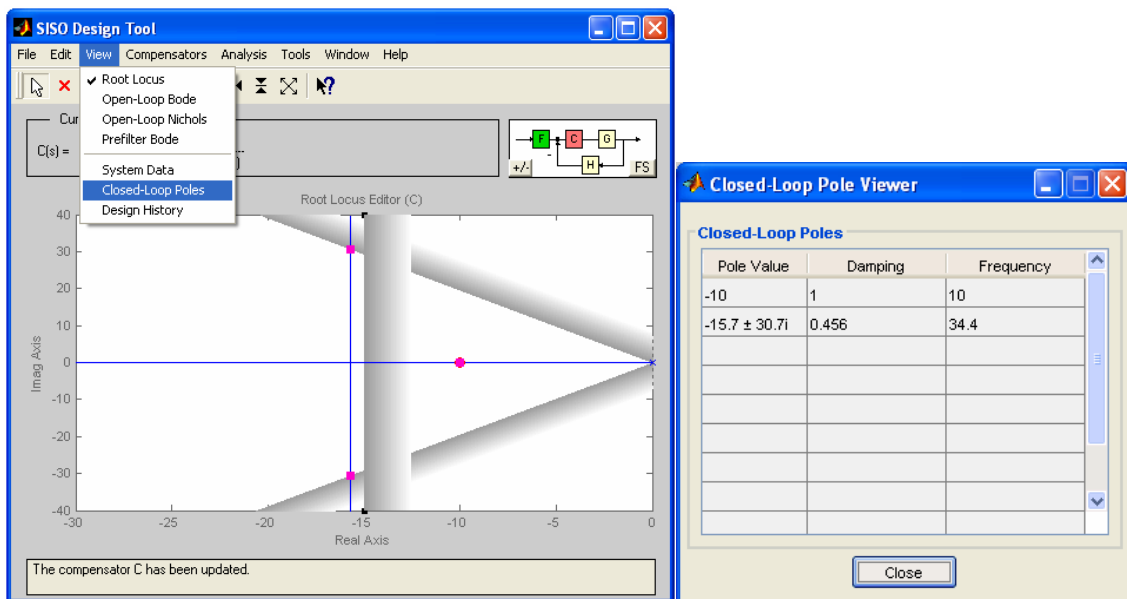 SISO Design Tool
File Edit View Compensators Analysis Tools Window Help
Root Locus
Open-Loop Bode
Open-Loop Nichols
Prefilter Bode
System Data
Closed-Loop Poles
Design History
Cur
C(s) =
F C G
H
+/-
FS
Root Locus Editor (C)
40
30
20
10
0
-10
-20
-30
-40
Imag Axis
-30 -25 -20 -15 -10 -5 0
Real Axis
The compensator C has been updated.
Closed-Loop Pole Viewer
Closed-Loop Poles
Pole Value Damping Frequency
-10 1 10
-15.7 ± 30.7i 0.456 34.4
Close